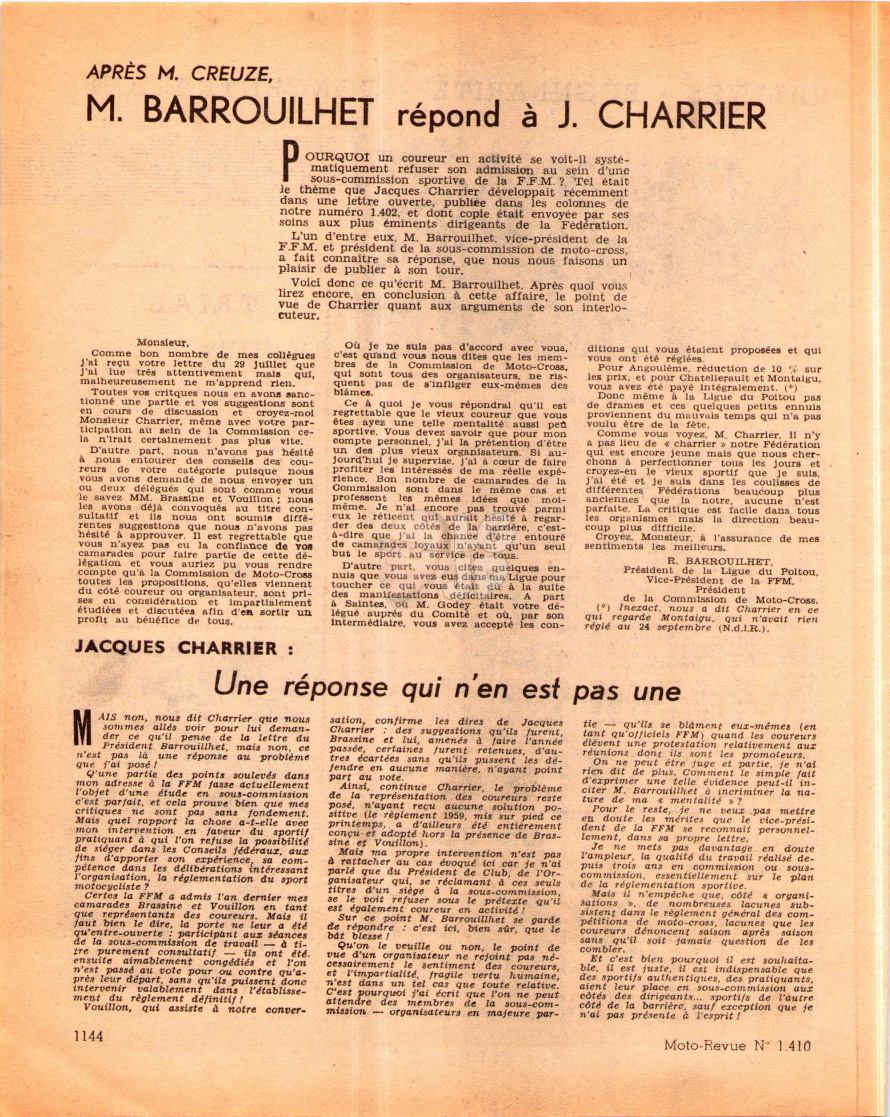 APRÈS M. CREUZE,
M. BARROUILHET répond à J. CHARRIER
POURQUOI un coureur en activité se voit-il systé-
matiquement refuser son admission au sein d'une
sous-commission sportive de la F.F.M. ? Tel était
le thème que Jacques Charrier développait récemment
dans une lettre ouverte, publiée dans les colonnes de
notre numéro 1.402, et dont copie était envoyée par ses
soins aux plus éminents dirigeants de la Fédération.
L'un d'entre eux, M. Barrouilhet, vice-président de la
F.F.M. et président de la sous-commission de moto-cross,
a fait connaître sa réponse, que nous nous faisons un
plaisir de publier à son tour.
Voici donc ce qu'écrit M. Barrouilhet. Après quoi vous
lirez encore, en conclusion à cette affaire, le point de
vue de Charrier quant aux arguments de son interlo-
cuteur.
Monsieur,
Comme bon nombre de mes collègues
j'ai reçu votre lettre du 29 juillet que
j'ai lue très attentivement mais qui,
malheureusement ne m'apprend rien.
Toutes vos critques nous en avons sanc-
tionné une partie et vos suggestions sont
en cours de discussion et croyez-moi
Monsieur Charrier, même avec votre par-
ticipation au sein de la Commission ce-
la n'irait certainement pas plus vite.
D'autre part, nous n'avons pas hésité
à nous entourer des conseils des cou-
reurs de votre catégorie puisque nous
vous avons demandé de nous envoyer un
ou deux délégués qui sont comme vous
le savez MM. Brassine et Vouillon ; nous
les avons déjà convoqués au titre con-
sultatif et ils nous ont soumis diffé-
rentes suggestions que nous n'avons pas
hésité à approuver. Il est regrettable que
vous n'ayez pas eu la confiance de vos
camarades pour faire partie de cette dé-
légation et vous auriez pu vous rendre
compte qu'à la Commission de Moto-Cross
toutes les propositions, qu'elles viennent
du côté coureur ou organisateur, sont pri-
ses en considération et impartialement
étudiées et discutées afin d'en sortir un
profit au bénéfice de tous.
Où je ne suis pas d'accord avec vous,
c'est quand vous nous dites que les mem-
bres de la Commission de Moto-Cross,
qui sont tous des organisateurs, ne ris-
quent pas de s'infliger eux-mêmes des
blâmes.
Ce à quoi je vous répondrai qu'il est
regrettable que le vieux coureur que vous
êtes ayez une telle mentalité aussi peu
sportive. Vous devez savoir que pour mon
compte personnel, j'ai la prétention d'être
un des plus vieux organisateurs. Si au-
jourd'hui je supervise, j'ai à cœur de faire
profiter les intéressés de ma réelle expé-
rience. Bon nombre de camarades de la
Commission sont dans le même cas et
professent les mêmes idées que moi-
même. Je n'ai encore pas trouvé parmi
eux le réticent qui aurait hésité à regar-
der des deux côtés de la barrière, c'est-
à-dire que j'ai la chance d'être entouré
de camarades loyaux n'ayant qu'un seul
but le sport au service de tous.
D'autre part, vous citez quelques en-
nuis que vous avez eus dans ma Ligue pour
toucher ce qui vous était dû à la suite
des manifestations déficitaires. A part
à Saintes, où M. Godey était votre dé-
légué auprès du Comité et où, par son
intermédiaire, vous avez accepté les con-
ditions qui vous étaient proposées et qui
vous ont été réglées.
Pour Angoulême, réduction de 10 % sur
les prix, et pour Chatellerault et Montaigu,
vous avez été payé intégralement. (*)
Donc même à la Ligue du Poitou pas
de drames et ces quelques petits ennuis
proviennent du mauvais temps qui n'a pas
voulu être de la fête.
Comme vous voyez, M. Charrier, il n'y
a pas lieu de « charrier » notre Fédération
qui est encore jeune mais que nous cher-
chons à perfectionner tous les jours et
croyez-en le vieux sportif que je suis,
j'ai été et je suis dans les coulisses de
différentes Fédérations beaucoup plus
anciennes que la notre, aucune n'est
parfaite. La critique est facile dans tous
les organismes mais la direction beau-
coup plus difficile.
Croyez, Monsieur, à l'assurance de mes
sentiments les meilleurs.
R. BARROUILHET,
Président de la Ligue du Poitou,
Vice-Président de la FFM,
Président
de la Commission de Moto-Cross.
(*) Inexact, nous a dit Charrier en ce
qui regarde Montaigu, qui n'avait rien
réglé au 24 septembre (N.d.l.R.).
JACQUES CHARRIER :
Une réponse qui n'en est pas une
MAIS non, nous dit Charrier que nous
sommes allés voir pour lui deman-
der ce qu'il pense de la lettre du
Président Barrouilhet, mais non, ce
n'est pas là une réponse au problème
que j'ai posé !
Q'une partie des points soulevés dans
mon adresse à la FFM fasse actuellement
l'objet d'une étude en sous-commission
c'est parfait, et cela prouve bien que mes
critiques ne sont pas sans fondement.
Mais quel rapport la chose a-t-elle avec
mon intervention en faveur du sportif
pratiquant à qui l'on refuse la possibilité
de siéger dans les Conseils fédéraux, aux
fins d'apporter son expérience, sa com-
pétence dans les délibérations intéressant
l'organisation, la réglementation du sport
motocycliste ?
Certes la FFM a admis l'an dernier mes
camarades Brassine et Vouillon en tant
que représentants des coureurs. Mais il
faut bien le dire, la porte ne leur a été
qu'entre-ouverte : participant aux séances
de la sous-commission de travail — à ti-
tre purement consultatif — ils ont été
ensuite aimablement congédiés et l'on
n'est passé au vote pour ou contre qu'a-
près leur départ, sans qu'ils puissent donc
intervenir valablement dans l'établisse-
ment du règlement définitif !
Vouillon, qui assiste à notre conver-
sation, confirme les dires de Jacques
Charrier : des suggestions qu'ils furent,
Brassine et lui, amenés à faire l'année
passée, certaines furent retenues, d'au-
tres écartées sans qu'ils pussent les dé-
fendre en aucune manière, n'ayant point
part au vote.
Ainsi, continue Charrier, le problème
de la représentation des coureurs reste
posé, n'ayant reçu aucune solution po-
sitive (le règlement 1959, mis sur pied ce
printemps, a d'ailleurs été entièrement
conçu et adopté hors la présence de Bras-
sine et Vouillon).
Mais ma propre intervention n'est pas
à rattacher au cas évoqué ici car je n'ai
parlé que du Président de Club, de l'Or-
ganisateur qui, se réclamant à ces seuls
titres d'un siège à la sous-commission,
se le voit refuser sous le prétexte qu'il
est également coureur en activité !
Sur ce point M. Barrouilhet se garde
de répondre : c'est ici, bien sûr, que le
bât blesse !
Qu'on le veuille ou non, le point de
vue d'un organisateur ne rejoint pas né-
cessairement le sentiment des coureurs,
et l'impartialité, fragile vertu humaine,
n'est dans un tel cas que toute relative.
C'est pourquoi j'ai écrit que l'on ne peut
attendre des membres de la sous-com-
mission — organisateurs en majeure par-
tie — qu'ils se blâment eux-mêmes (en
tant qu'officiels FFM) quand les coureurs
élèvent une protestation relativement aux
réunions dont ils sont les promoteurs.
On ne peut être juge et partie, je n'ai
rien dit de plus. Comment le simple fait
d'exprimer une telle évidence peut-il in-
citer M. Barrouilhet à incriminer la na-
ture de ma « mentalité » ?
Pour le reste, je ne veux pas mettre
en doute les mérites que le vice-prési-
dent de la FFM se reconnait personnel-
lement, dans sa propre lettre.
Je ne mets pas davantage en doute
l'ampleur, la qualité du travail réalisé de-
puis trois ans en commission ou sous-
commission, essentiellement sur le plan
de la réglementation sportive.
Mais il n'empêche que, côté « organi-
sations », de nombreuses lacunes sub-
sistent dans le règlement général des com-
pétitions de moto-cross, lacunes que les
coureurs dénoncent saison après saison
sans qu'il soit jamais question de les
combler.
Et c'est bien pourquoi il est souhaita-
ble, il est juste, il est indispensable que
des sportifs authentiques, des pratiquants,
aient leur place en sous-commission aux
côtés des dirigeants... sportifs de l'autre
côté de la barrière, sauf exception que je
n'ai pas présente à l'esprit !
1144
Moto-Revue N° 1.410